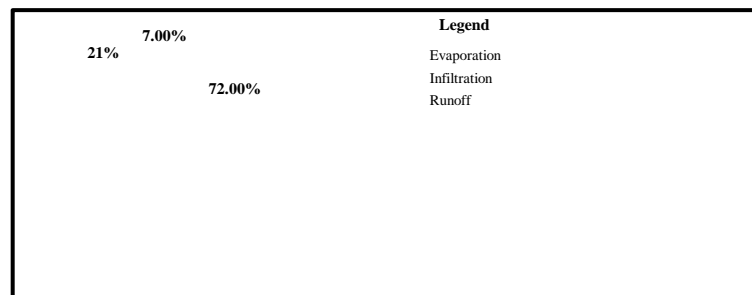 7.00%
21%
72.00%
Legend
Evaporation
Infiltration
Runoff